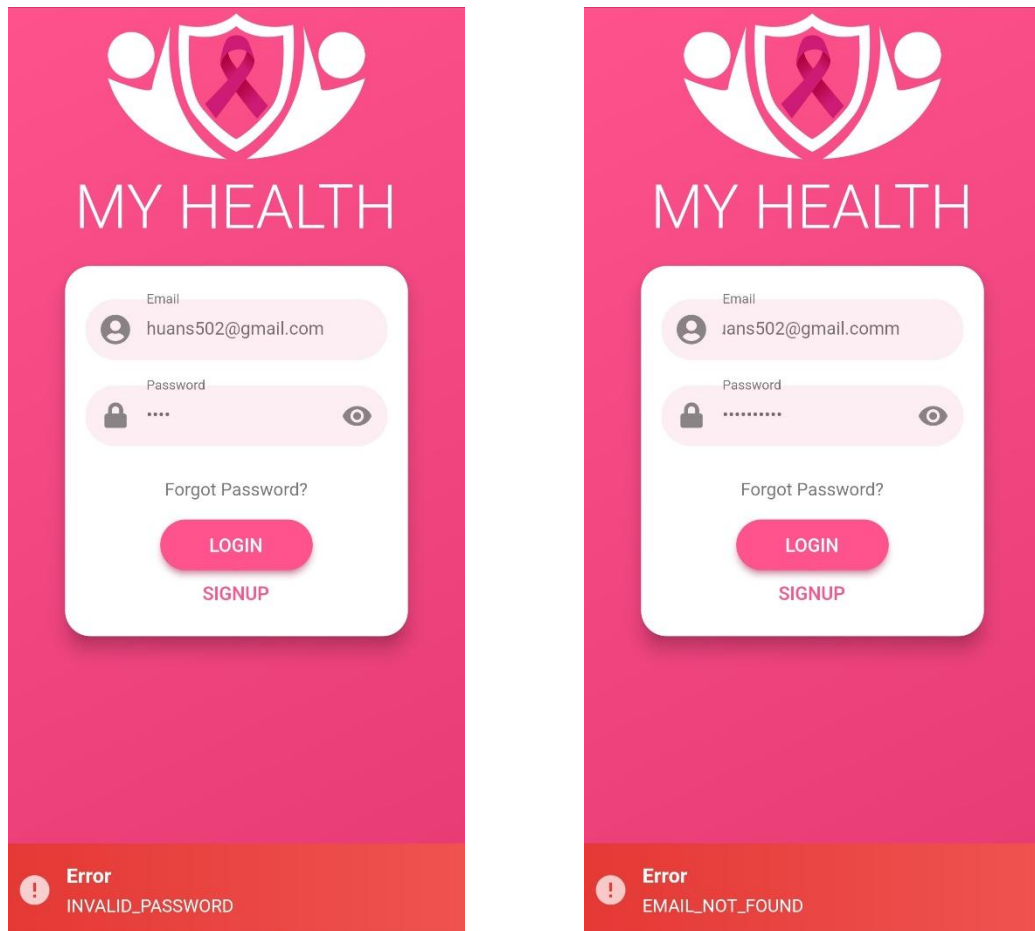 MY HEALTH
Email
huans502@gmail.com
Password
••••
Forgot Password?
LOGIN
SIGNUP
Error
INVALID_PASSWORD
MY HEALTH
Email
uans502@gmail.comm
Password
••••••••••
Forgot Password?
LOGIN
SIGNUP
Error
EMAIL_NOT_FOUND